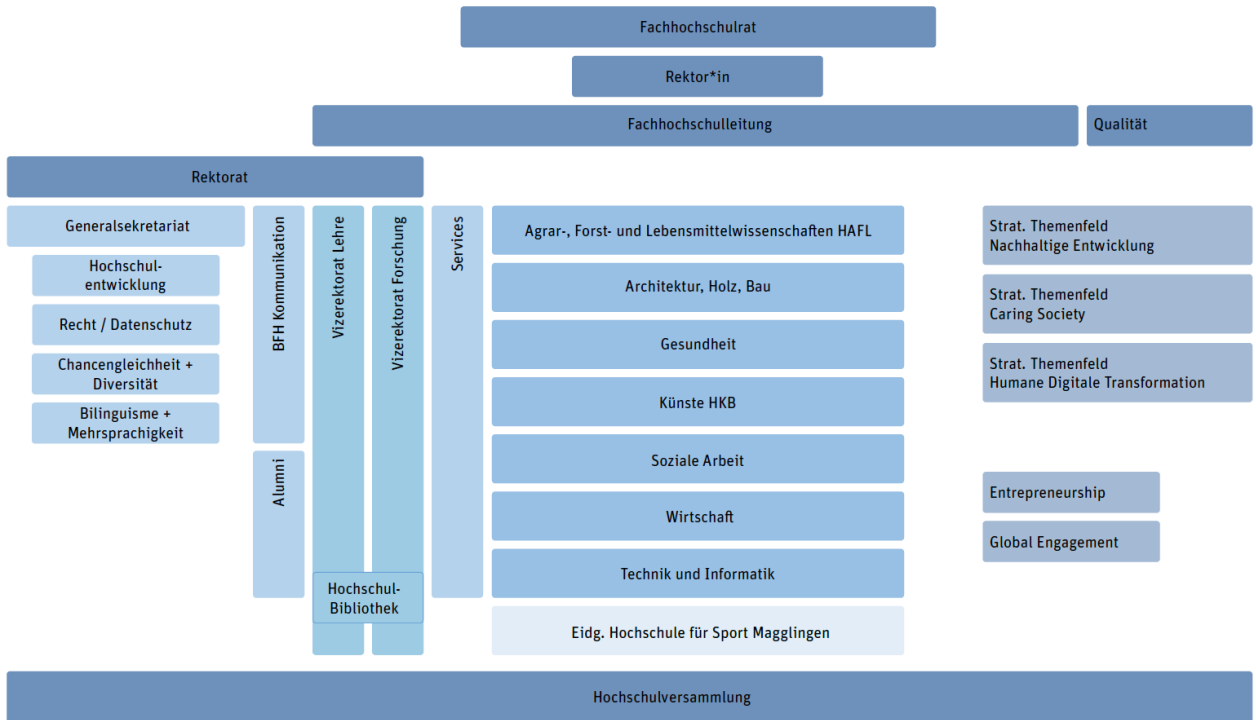 Fachhochschulrat
Rektor*in
Fachhochschulleitung
Qualität
Rektorat
Generalsekretariat
Hochschul-
entwicklung
Recht / Datenschutz
Chancengleichheit +
Diversität
Bilinguisme +
Mehrsprachigkeit
BFH Kommunikation
Alumni
Vizerektorat Lehre
Vizerektorat Forschung
Hochschul-
Bibliothek
Services
Agrar-, Forst- und Lebensmittelwissenschaften HAFL
Architektur, Holz, Bau
Gesundheit
Künste HKB
Soziale Arbeit
Wirtschaft
Technik und Informatik
Eidg. Hochschule für Sport Magglingen
Strat. Themenfeld
Nachhaltige Entwicklung
Strat. Themenfeld
Caring Society
Strat. Themenfeld
Humane Digitale Transformation
Entrepreneurship
Global Engagement
Hochschulversammlung